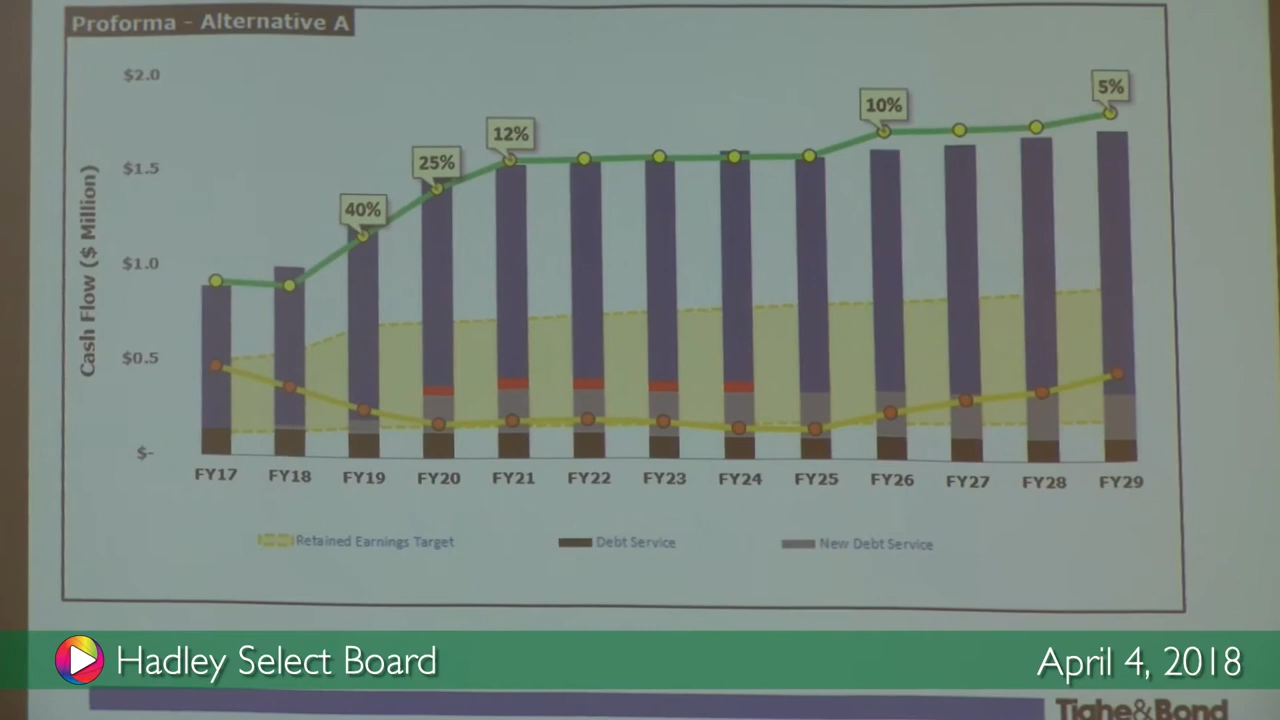 Proforma - Alternative A
$2.0
$1.5
$1.0
$0.5
$-
Cash Flow ($ Million)
40%
25%
12%
10%
5%
FY17 FY18 FY19 FY20 FY21 FY22 FY23 FY24 FY25 FY26 FY27 FY28 FY29
Retained Earnings Target Debt Service New Debt Service
Hadley Select Board April 4, 2018
Tighe&Bond